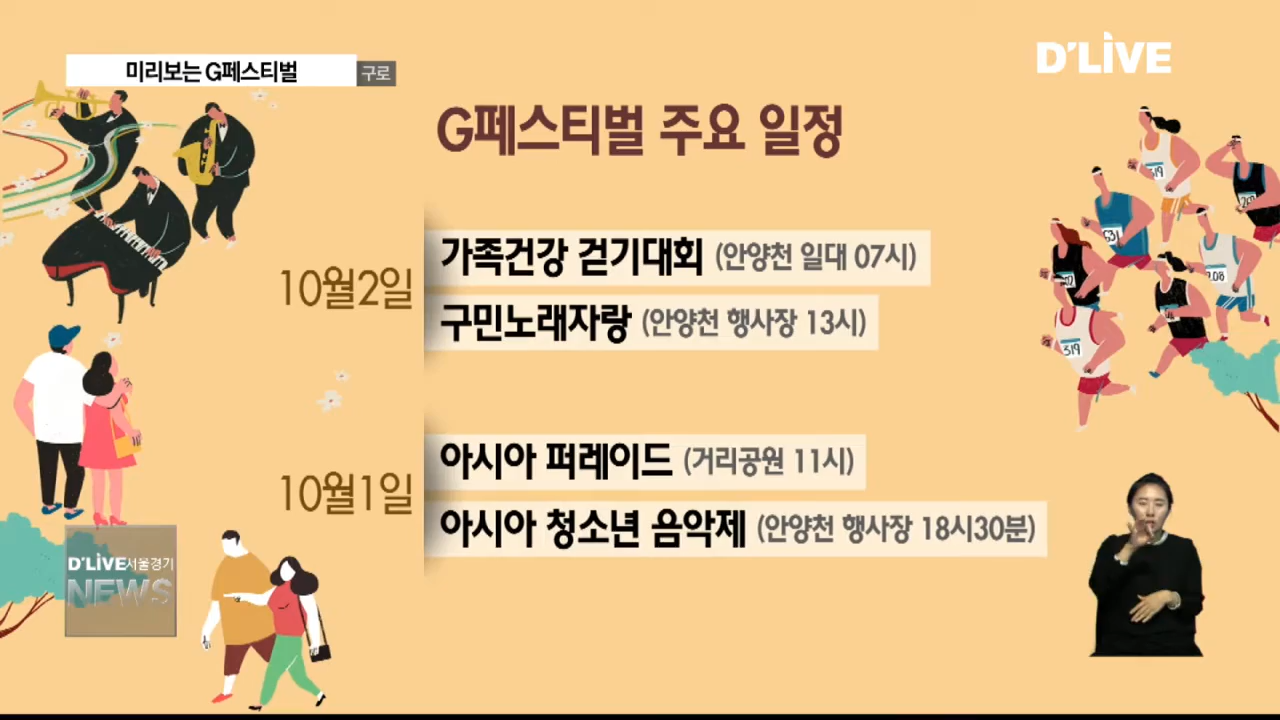 D'LIVE
미리보는 G페스티벌
구로
G페스티벌 주요 일정
10월2일
가족건강 걷기대회 (안양천 일대 07시)
구민노래자랑 (안양천 행사장 13시)
10월1일
아시아 퍼레이드 (거리공원 11시)
아시아 청소년 음악제 (안양천 행사장 18시30분)
D'LIVE서울경기
NEWS
319